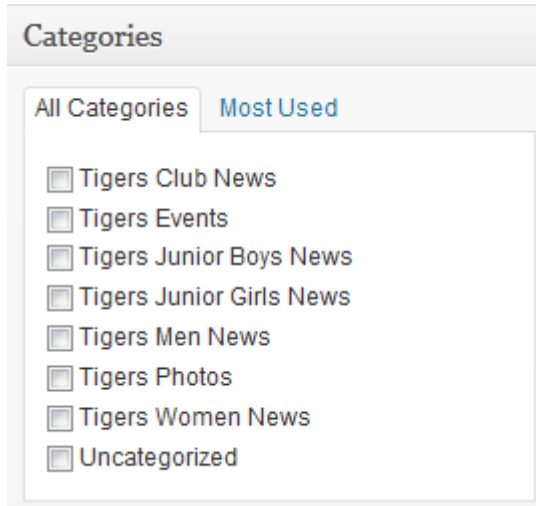 Categories
All Categories Most Used
Tigers Club News
Tigers Events
Tigers Junior Boys News
Tigers Junior Girls News
Tigers Men News
Tigers Photos
Tigers Women News
Uncategorized